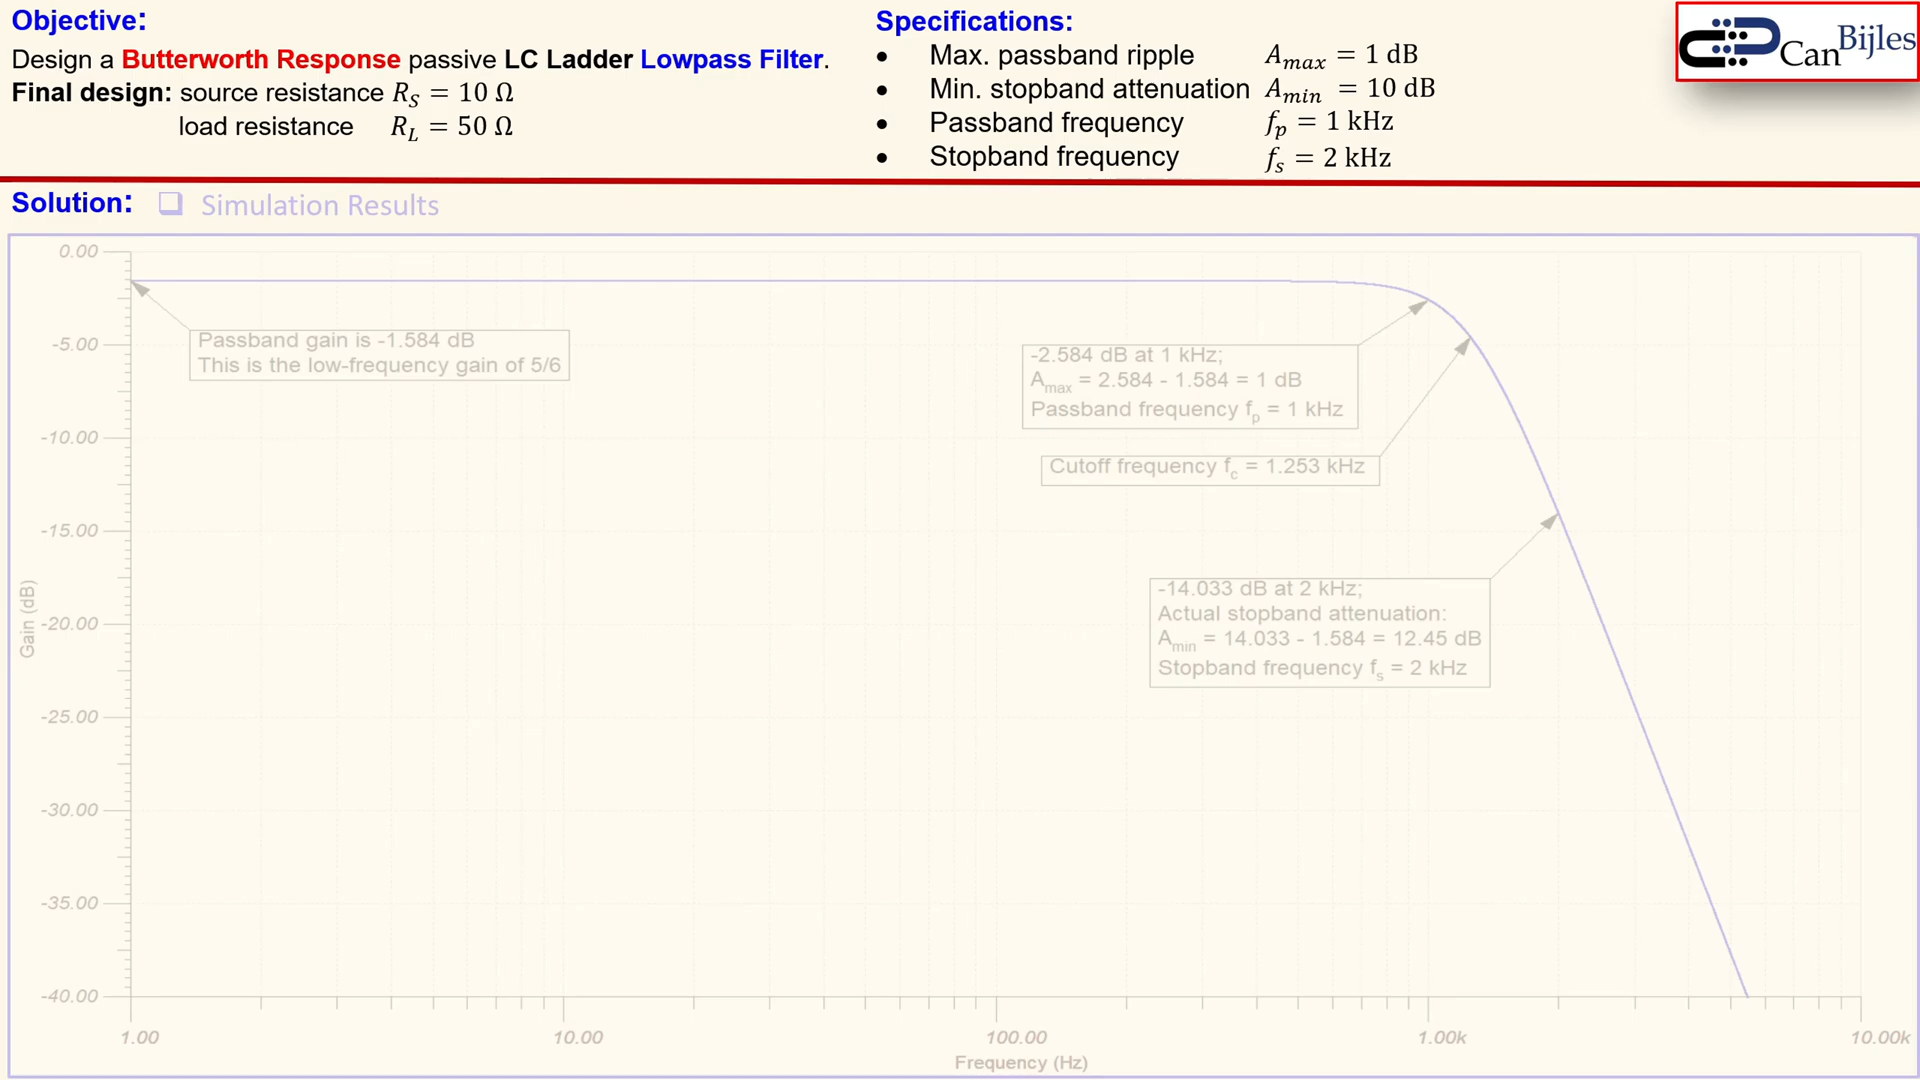 Objective:
Design a Butterworth Response passive LC Ladder Lowpass Filter.
Final design: source resistance R_S = 10 Ω
load resistance R_L = 50 Ω
Specifications:
• Max. passband ripple A_max = 1 dB
• Min. stopband attenuation A_min = 10 dB
• Passband frequency f_p = 1 kHz
• Stopband frequency f_s = 2 kHz
Can Bijles
Solution: ❑ Simulation Results
0.00
-5.00
-10.00
-15.00
-20.00
-25.00
-30.00
-35.00
-40.00
Gain (dB)
Passband gain is -1.584 dB
This is the low-frequency gain of 5/6
-2.584 dB at 1 kHz;
A_max = 2.584 - 1.584 = 1 dB
Passband frequency f_p = 1 kHz
Cutoff frequency f_c = 1.253 kHz
-14.033 dB at 2 kHz;
Actual stopband attenuation:
A_min = 14.033 - 1.584 = 12.45 dB
Stopband frequency f_s = 2 kHz
1.00 10.00 100.00 1.00k 10.00k
Frequency (Hz)